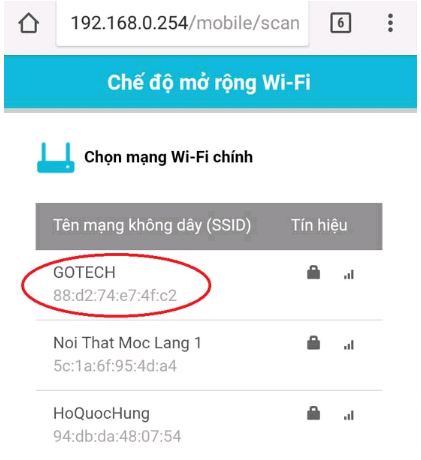 192.168.0.254/mobile/scan
6
Chế độ mở rộng Wi-Fi
Chọn mạng Wi-Fi chính
Tên mạng không dây (SSID) Tín hiệu
GOTECH
88:d2:74:e7:4f:c2
Noi That Moc Lang 1
5c:1a:6f:95:4d:a4
HoQuocHung
94:db:da:48:07:54